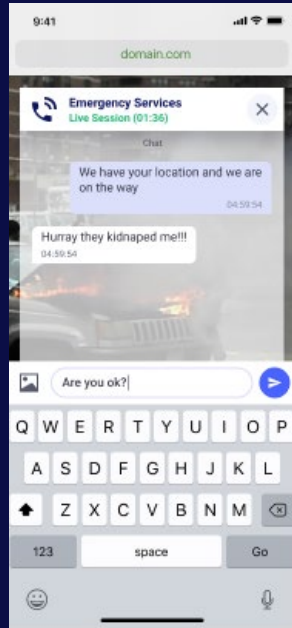 9:41
domain.com
Emergency Services
Live Session (01:36)
Chat
We have your location and we are
on the way
04:59:54
Hurray they kidnaped me!!!
04:59:54
Are you ok?
Q W E R T Y U I O P
A S D F G H J K L
Z X C V B N M
123 space Go